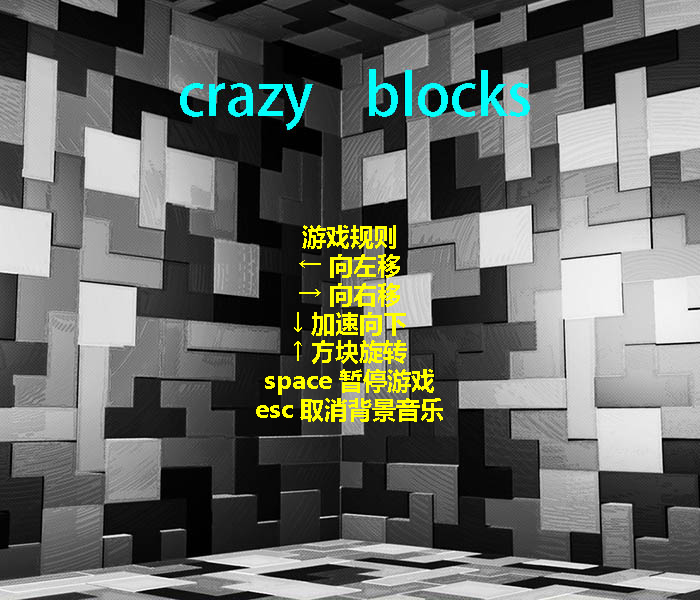 crazy blocks
游戏规则
← 向左移
→ 向右移
↓加速向下
↑方块旋转
space 暂停游戏
esc 取消背景音乐